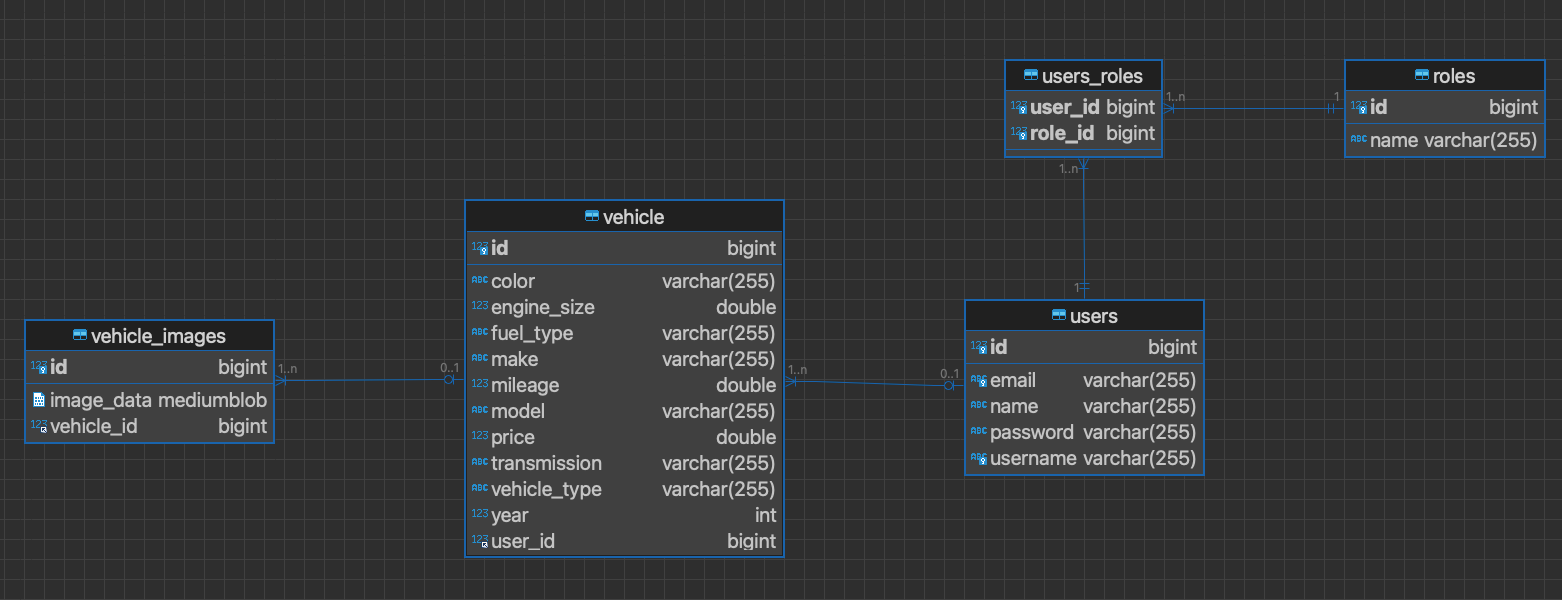 users_roles
user_id bigint
role_id bigint
1..n
1
1..n
roles
id bigint
name varchar(255)
vehicle
id bigint
color varchar(255)
engine_size double
fuel_type varchar(255)
make varchar(255)
mileage double
model varchar(255)
price double
transmission varchar(255)
vehicle_type varchar(255)
year int
user_id bigint
vehicle_images
id bigint
image_data mediumblob
vehicle_id bigint
1..n
0..1
1..n
0..1
1
users
id bigint
email varchar(255)
name varchar(255)
password varchar(255)
username varchar(255)